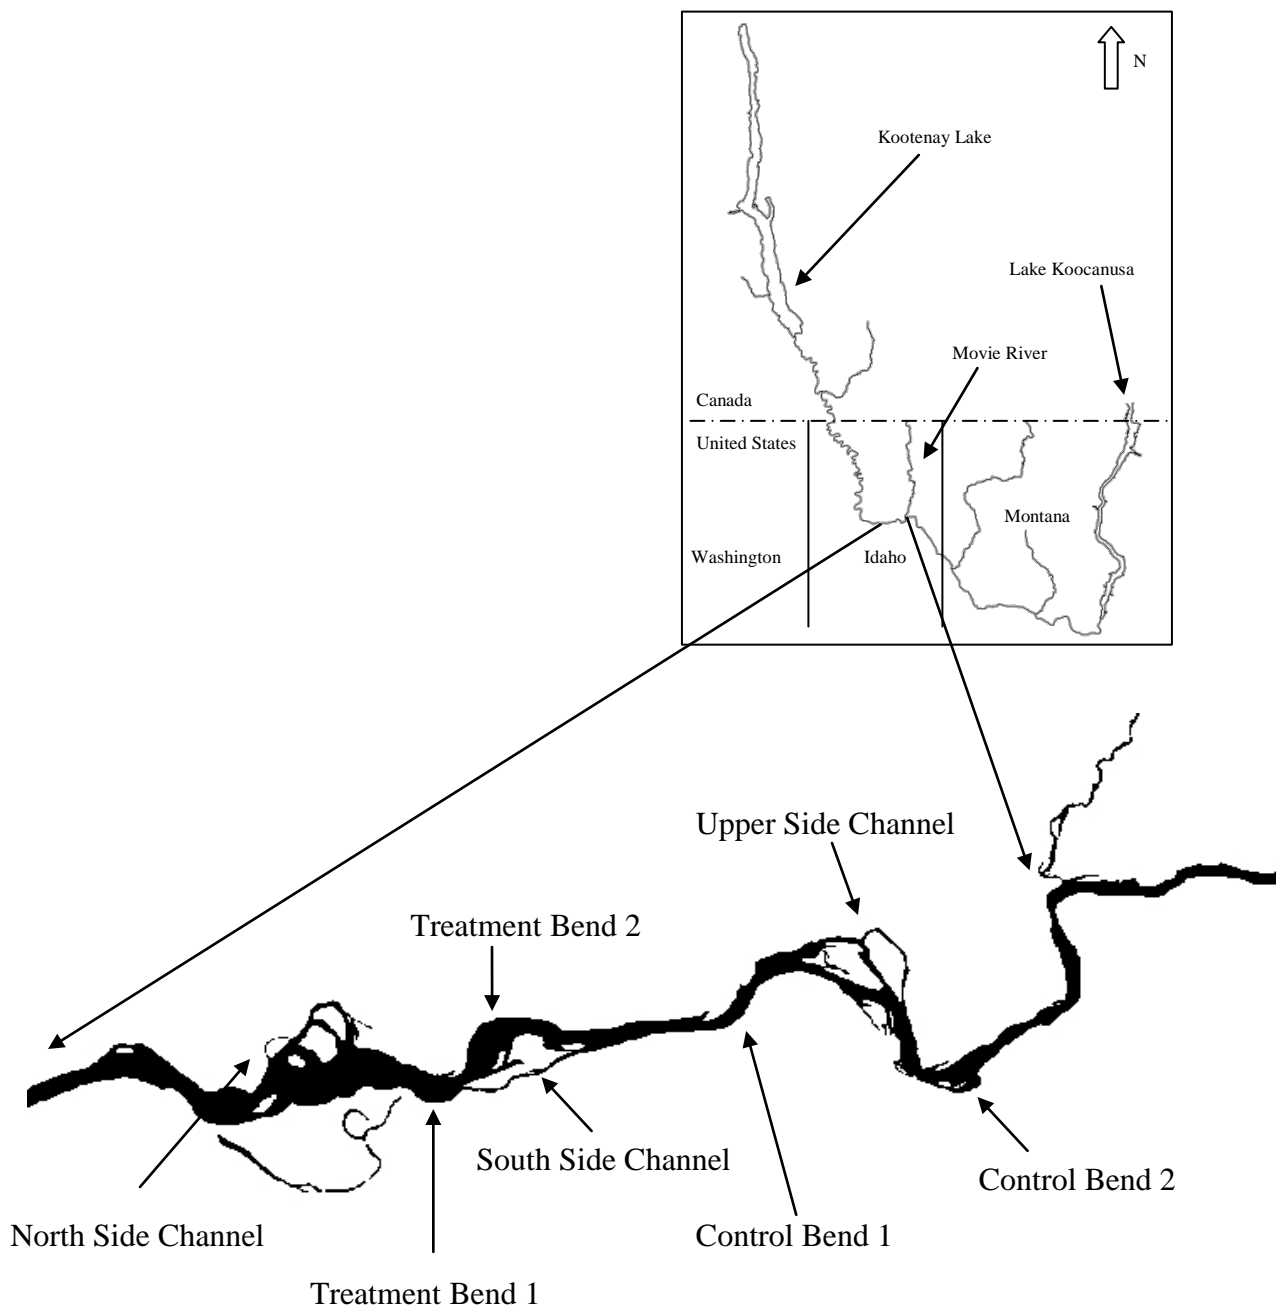 N
Kootenay Lake
Lake Koocanusa
Movie River
Canada
United States
Montana
Washington
Idaho
Upper Side Channel
Treatment Bend 2
South Side Channel
Control Bend 2
North Side Channel
Control Bend 1
Treatment Bend 1